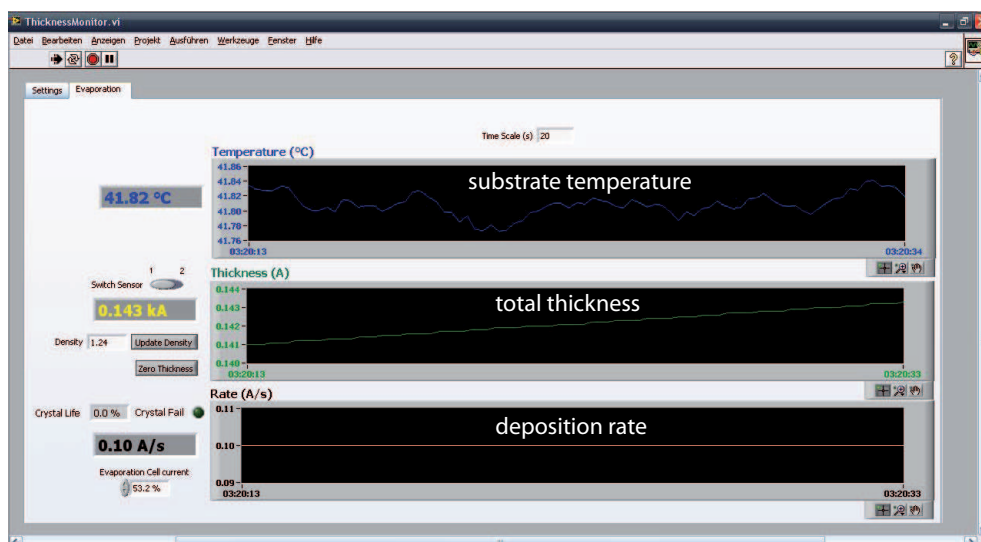 ThicknessMonitor.vi
Datei Bearbeiten Anzeigen Projekt Ausführen Werkzeuge Fenster Hilfe
Settings Evaporation
Time Scale (s) 20
Temperature (°C)
41.86
41.84
41.82
41.80
41.78
41.76
substrate temperature
41.82 °C
03:20:13 03:20:34
1 2
Switch Sensor
Thickness (A)
0.144
0.143
0.142
0.141
0.140
total thickness
0.143 kA
Density 1.24 Update Density
Zero Thickness
03:20:13 03:20:33
Rate (A/s)
0.11
0.10
0.09
deposition rate
Crystal Life 0.0 % Crystal Fail
0.10 A/s
Evaporation Cell current
53.2 %
03:20:13 03:20:33